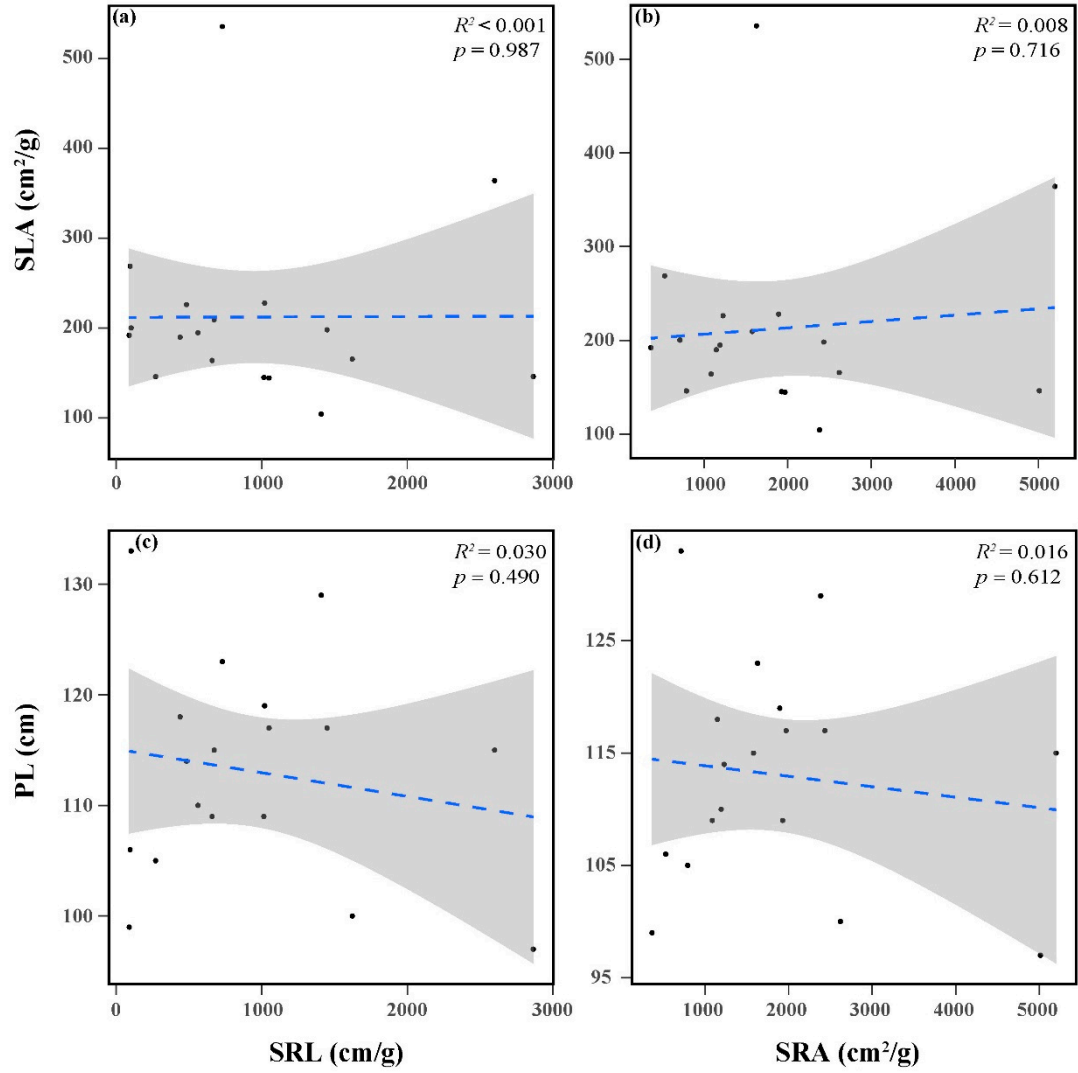 (a)
R² < 0.001
p = 0.987
500
400
300
200
100
0
1000
2000
3000
SLA (cm²/g)
(b)
R² = 0.008
p = 0.716
500
400
300
200
100
1000
2000
3000
4000
5000
(c)
R² = 0.030
p = 0.490
130
120
110
100
0
1000
2000
3000
PL (cm)
SRL (cm/g)
(d)
R² = 0.016
p = 0.612
125
115
105
95
1000
2000
3000
4000
5000
SRA (cm²/g)